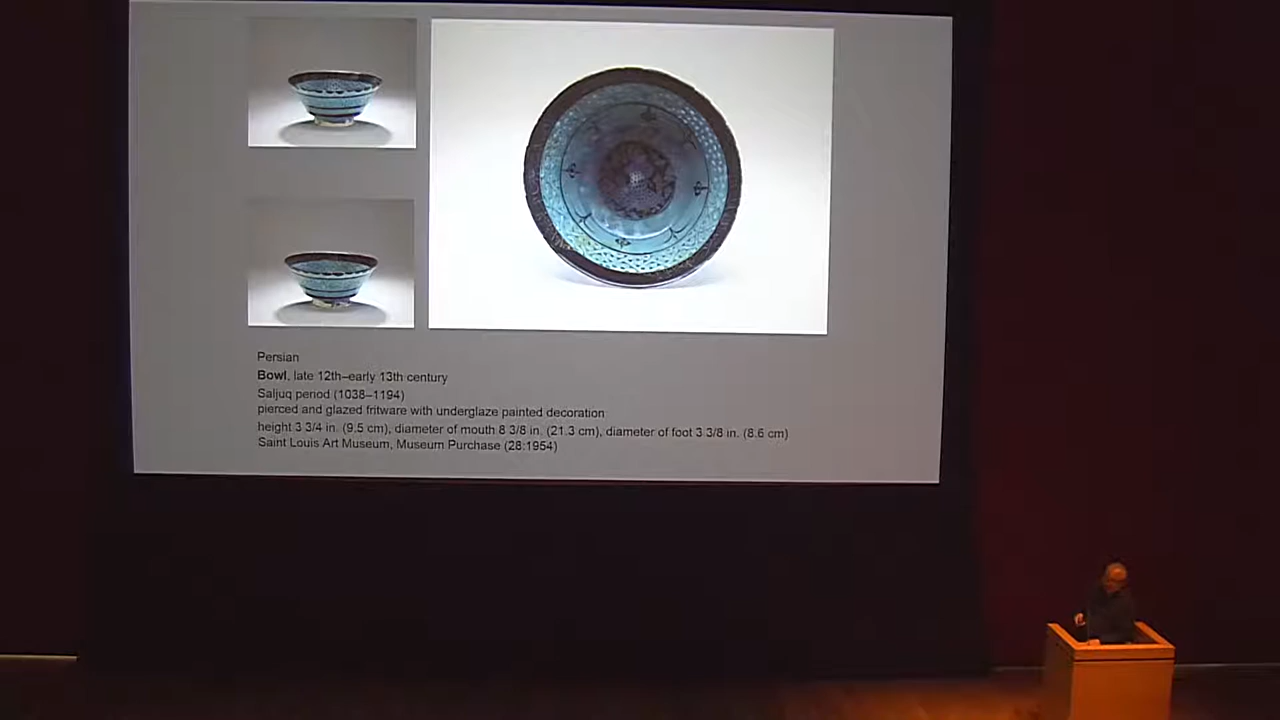 Persian
Bowl, late 12th–early 13th century
Saljuq period (1038–1194)
pierced and glazed fritware with underglaze painted decoration
height 3 3/4 in. (9.5 cm), diameter of mouth 8 3/8 in. (21.3 cm), diameter of foot 3 3/8 in. (8.6 cm)
Saint Louis Art Museum, Museum Purchase (28:1954)